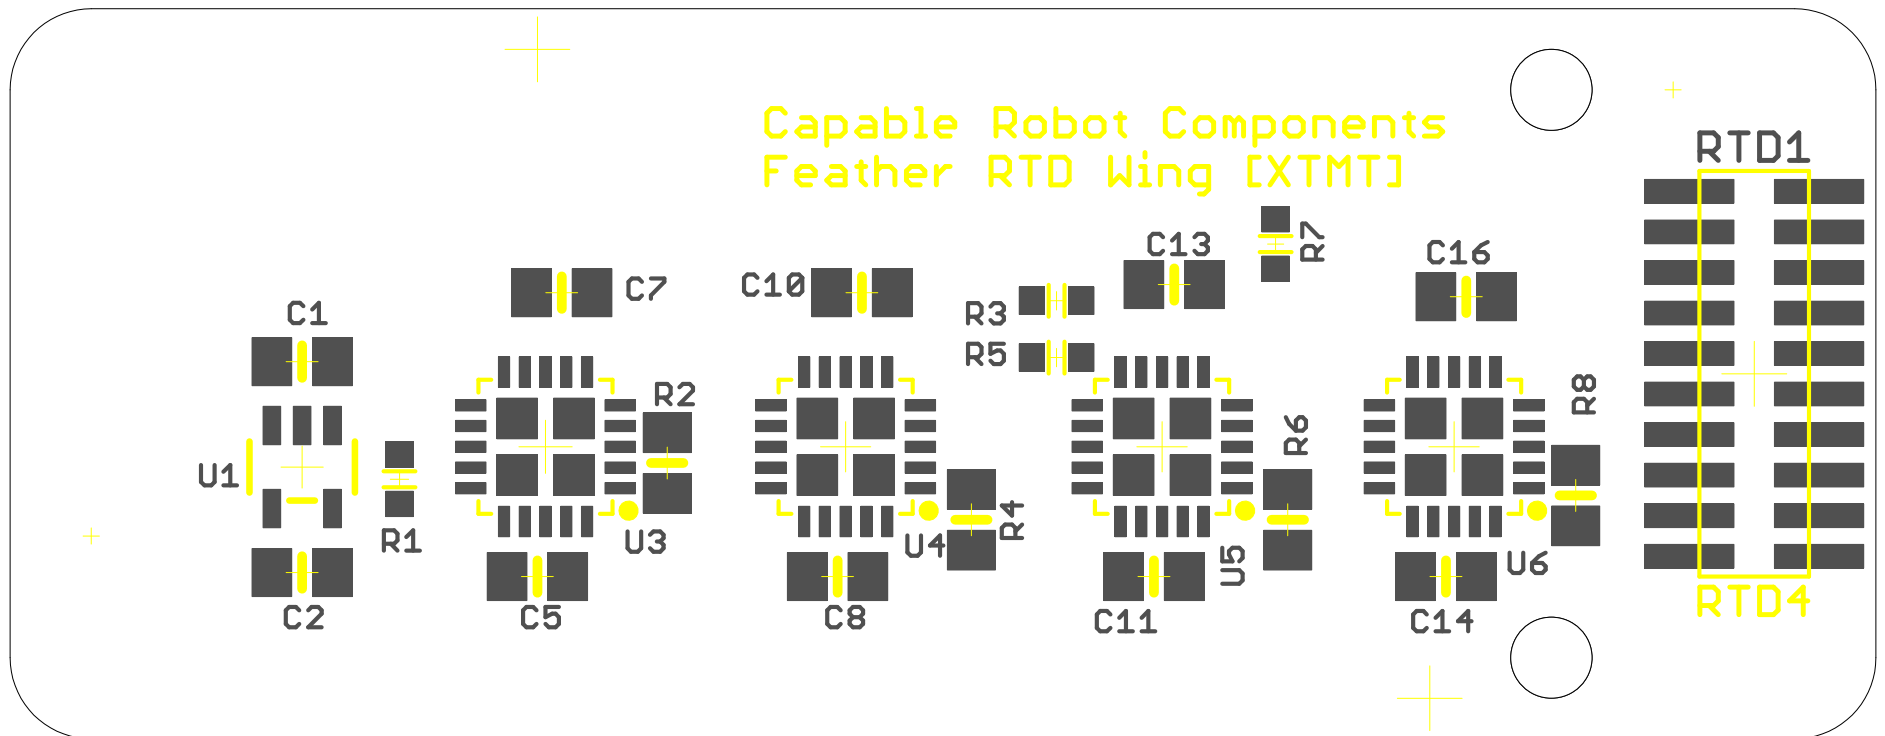 Capable Robot Components
Feather RTD Wing [XTMT]
RTD1
R7
C13
C16
C7
C10
C1
R3
R5
R2
R8
R6
U1
R1
U3
U4
R4
U5
U6
C2
C5
C8
C11
C14
RTD4